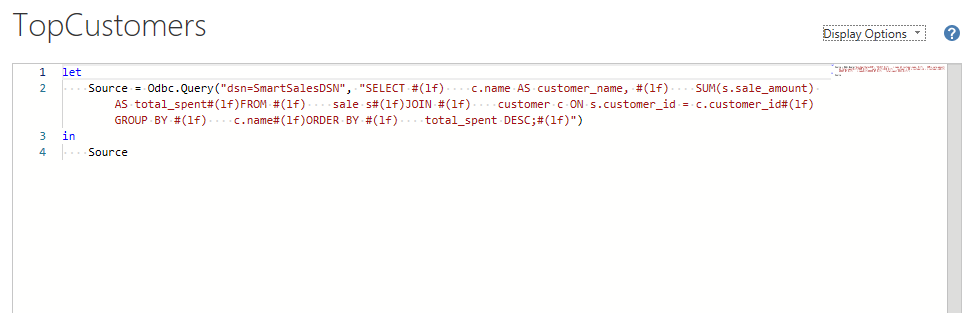 TopCustomers
Display Options
?
1 let
2     Source = Odbc.Query("dsn=SmartSalesDSN", "SELECT #(lf)    c.name AS customer_name, #(lf)    SUM(s.sale_amount)
AS total_spent#(lf)FROM #(lf)    sale s#(lf)JOIN #(lf)    customer c ON s.customer_id = c.customer_id#(lf)
GROUP BY #(lf)    c.name#(lf)ORDER BY #(lf)    total_spent DESC;#(lf)")
3 in
4     Source